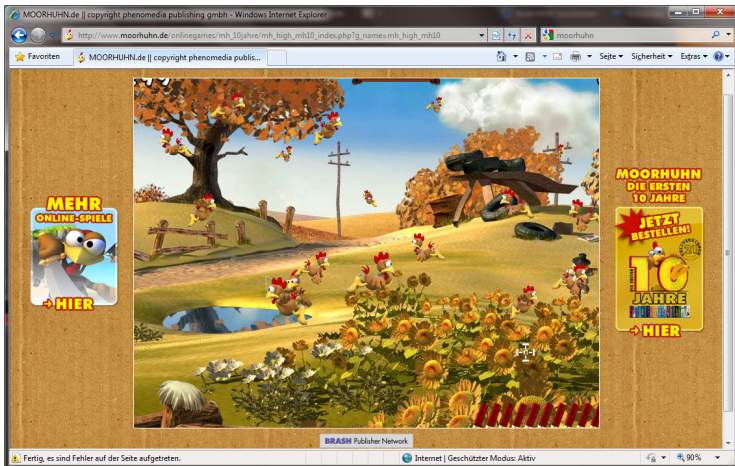 MOORHUHN.de || copyright phenomedia publishing gmbh - Windows Internet Explorer
http://www.moorhuhn.de/onlinegames/mh_10jahre/mh_high_mh10_index.php?g_name=mh_high_mh10
moorhuhn
Favoriten
MOORHUHN.de || copyright phenomedia publis...
Seite
Sicherheit
Extras
MEHR
ONLINE-SPIELE
HIER
MOORHUHN
DIE ERSTEN
10 JAHRE
JETZT
BESTELLEN!
DIE ERSTEN
10
JAHRE
HIER
BRASH Publisher Network
Fertig, es sind Fehler auf der Seite aufgetreten.
Internet | Geschützter Modus: Aktiv
90%